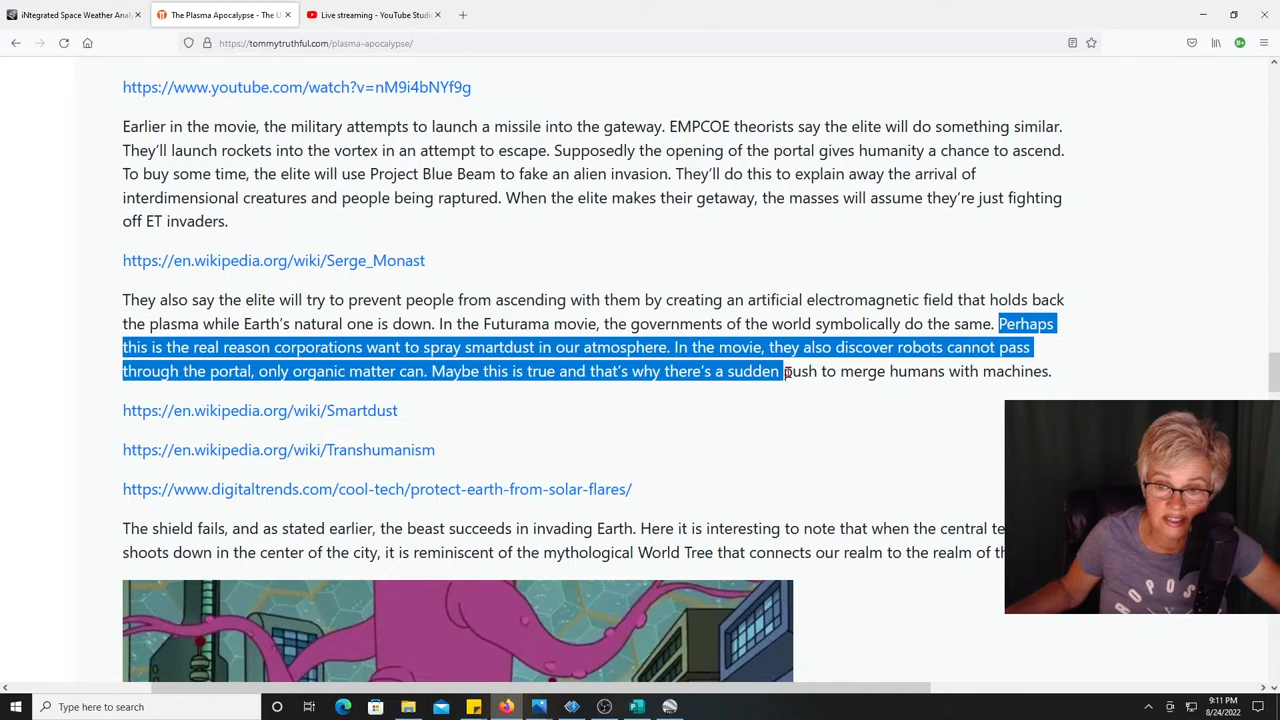 iNtegrated Space Weather Anal
The Plasma Apocalypse - The U
Live streaming - YouTube Studio
https://tommytruthful.com/plasma-apocalypse/
https://www.youtube.com/watch?v=nM9i4bNYf9g
Earlier in the movie, the military attempts to launch a missile into the gateway. EMPCOE theorists say the elite will do something similar.
They'll launch rockets into the vortex in an attempt to escape. Supposedly the opening of the portal gives humanity a chance to ascend.
To buy some time, the elite will use Project Blue Beam to fake an alien invasion. They'll do this to explain away the arrival of
interdimensional creatures and people being raptured. When the elite makes their getaway, the masses will assume they're just fighting
off ET invaders.
https://en.wikipedia.org/wiki/Serge_Monast
They also say the elite will try to prevent people from ascending with them by creating an artificial electromagnetic field that holds back
the plasma while Earth's natural one is down. In the Futurama movie, the governments of the world symbolically do the same. Perhaps
this is the real reason corporations want to spray smartdust in our atmosphere. In the movie, they also discover robots cannot pass
through the portal, only organic matter can. Maybe this is true and that's why there's a sudden push to merge humans with machines.
https://en.wikipedia.org/wiki/Smartdust
https://en.wikipedia.org/wiki/Transhumanism
https://www.digitaltrends.com/cool-tech/protect-earth-from-solar-flares/
The shield fails, and as stated earlier, the beast succeeds in invading Earth. Here it is interesting to note that when the central te
shoots down in the center of the city, it is reminiscent of the mythological World Tree that connects our realm to the realm of th
ROPOS
Type here to search
9:11 PM
8/24/2022